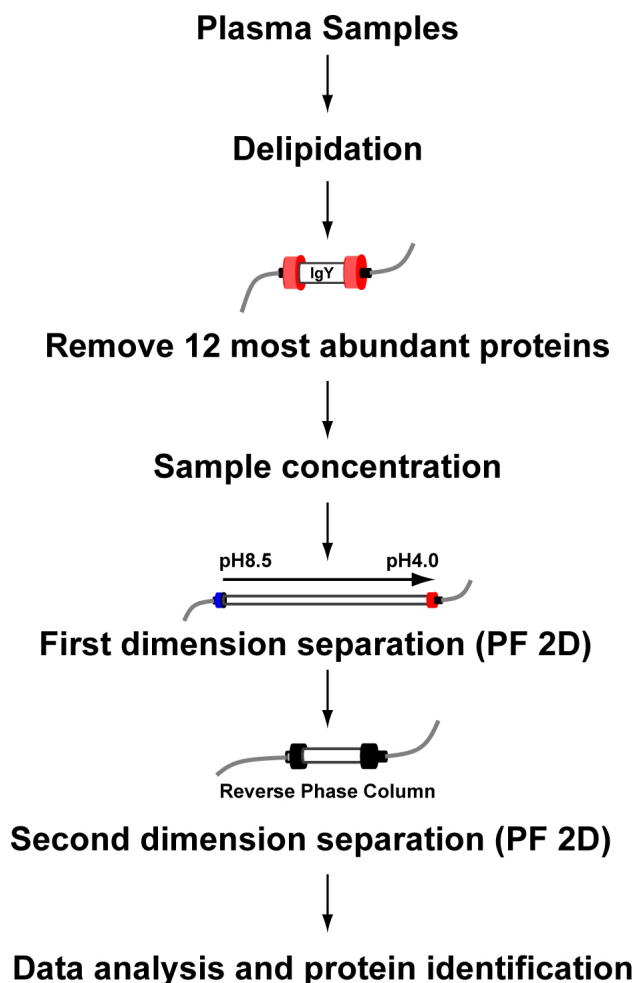 Plasma Samples
Delipidation
IgY
Remove 12 most abundant proteins
Sample concentration
pH8.5 pH4.0
First dimension separation (PF 2D)
Reverse Phase Column
Second dimension separation (PF 2D)
Data analysis and protein identification